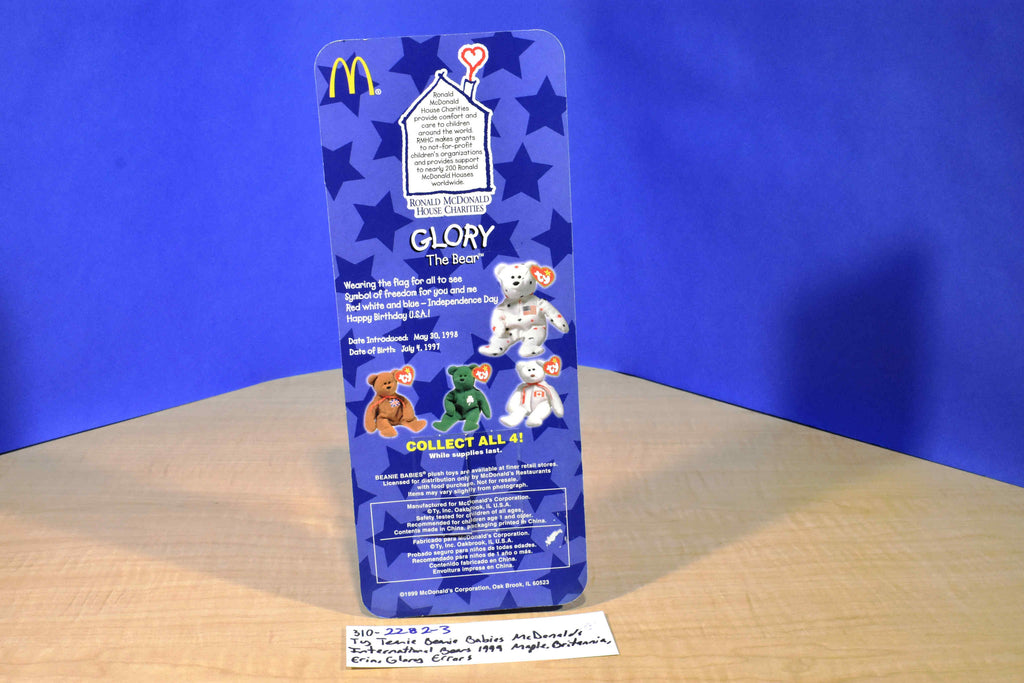 M®
Ronald
McDonald
House Charities
provide comfort and
care to children
around the world.
RMHC makes grants
to not-for-profit
children's organizations
and provides support
to nearly 200 Ronald
McDonald Houses
worldwide.
RONALD MCDONALD
HOUSE CHARITIES
GLORY
The Bear™
Wearing the flag for all to see
Symbol of freedom for you and me
Red white and blue – Independence Day
Happy Birthday U.S.A.!
Date Introduced: May 30, 1998
Date of Birth: July 4, 1997
ty
ty
ty
ty
COLLECT ALL 4!
While supplies last.
BEANIE BABIES® plush toys are available at finer retail stores.
Licensed for distribution only by McDonald's Restaurants
with food purchase. Not for resale.
Items may vary slightly from photograph.
Manufactured for McDonald's Corporation.
©Ty, Inc. Oakbrook, IL U.S.A.
Safety tested for children of all ages,
Recommended for children age 1 and older.
Contents made in China, packaging printed in China.
Fabricado para McDonald's Corporation.
©Ty, Inc. Oakbrook, IL U.S.A.
Probado seguro para niños de todas edades.
Recomendado para niños de 1 año o más.
Contenido fabricado en China.
Envoltura impresa en China.
©1999 McDonald's Corporation, Oak Brook, IL 60523
310-2282-3
Ty Teenie Beanie Babies McDonalds
International Bears 1999 Maple, Britannia,
Erin, Glory Errors